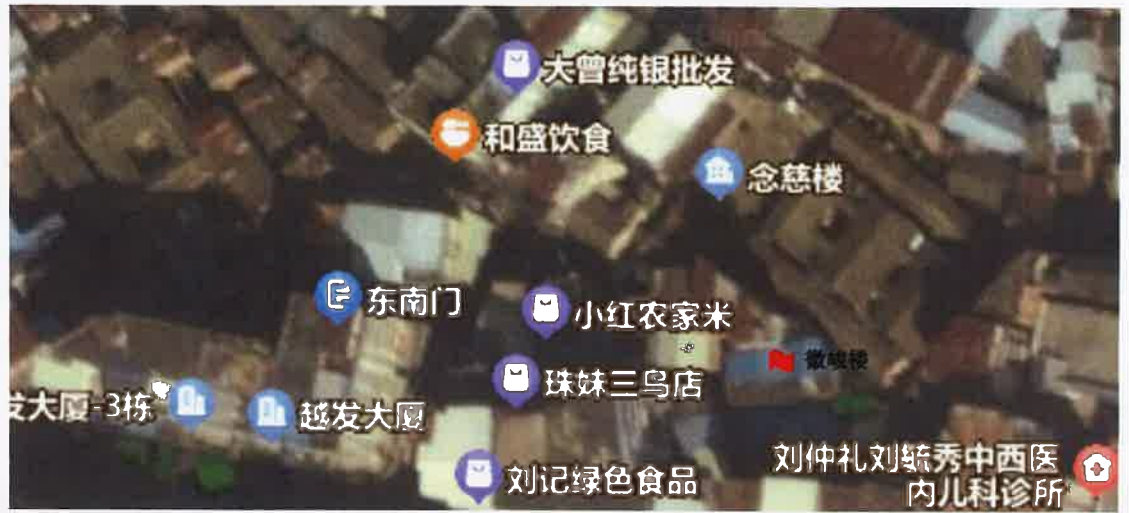 大曾纯银批发
和盛饮食
念慈楼
东南门
小红农家米
徽峻楼
珠妹三鸟店
发大厦-3栋
越发大厦
刘仲礼刘毓秀中西医
内儿科诊所
刘记绿色食品